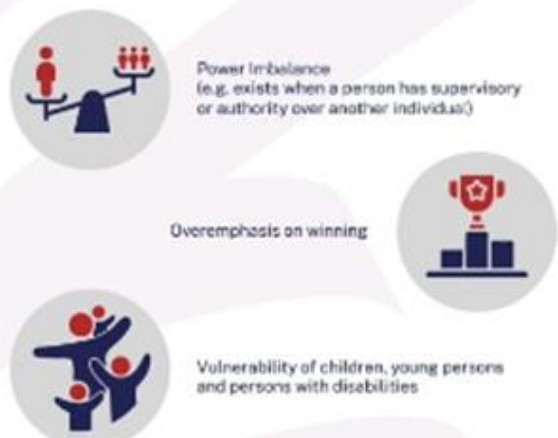 Power Imbalance
(e.g. exists when a person has supervisory
or authority over another individual)
Overemphasis on winning
Vulnerability of children, young persons
and persons with disabilities